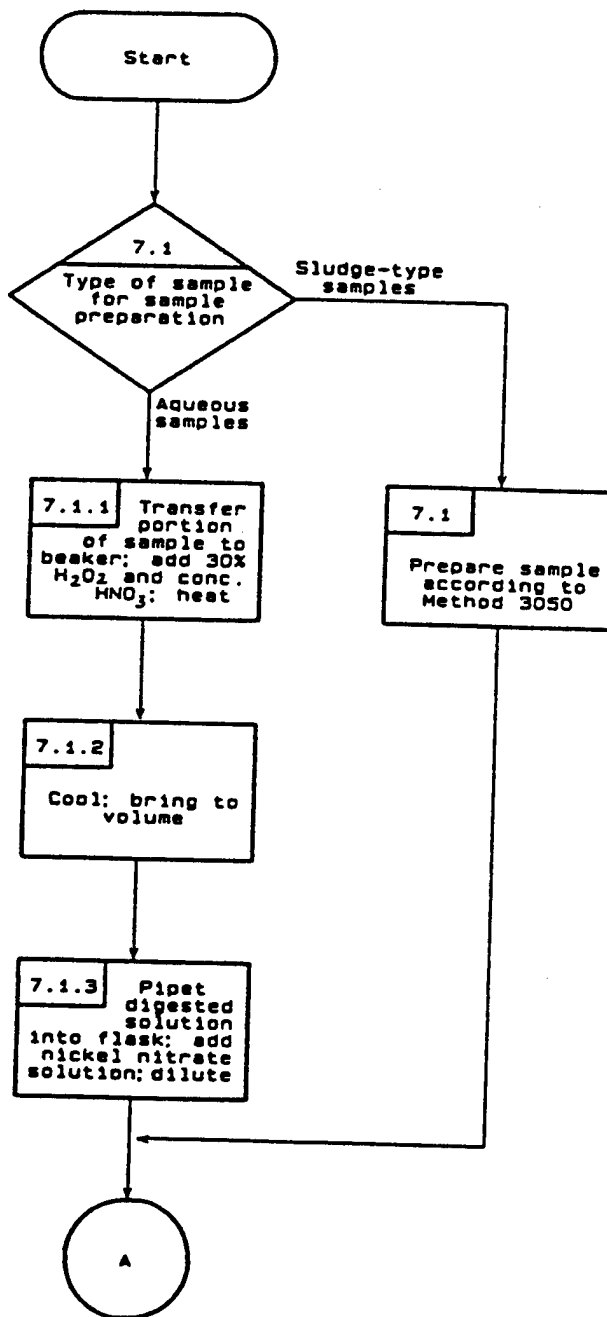 Start
7.1
Type of sample
for sample
preparation
Sludge-type
samples
Aqueous
samples
7.1.1 Transfer
portion
of sample to
beaker; add 30%
H₂O₂ and conc.
HNO₃; heat
7.1
Prepare sample
according to
Method 3050
7.1.2
Cool; bring to
volume
7.1.3 Pipet
digested
solution
into flask; add
nickel nitrate
solution; dilute
A